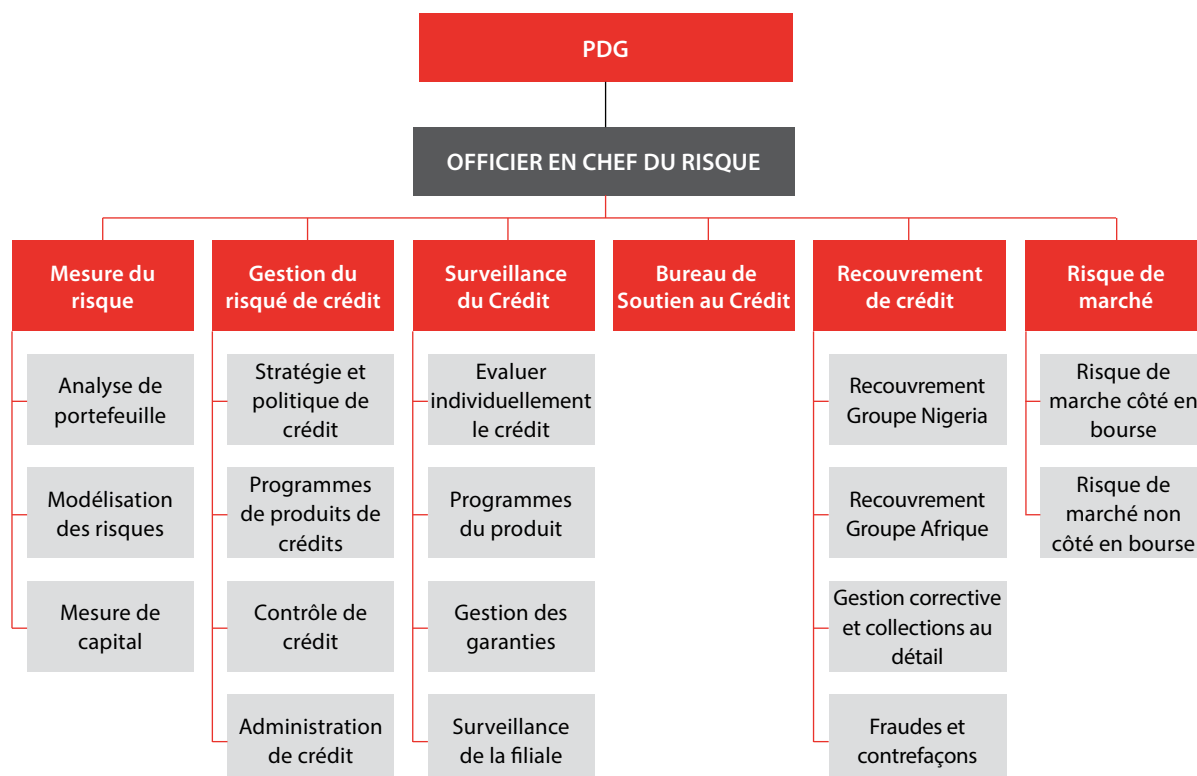 PDG
OFFICIER EN CHEF DU RISQUE
Mesure du
risque
Gestion du
risqué de crédit
Surveillance
du Crédit
Bureau de
Soutien au Crédit
Recouvrement
de crédit
Risque de
marché
Analyse de
portefeuille
Modélisation
des risques
Mesure de
capital
Stratégie et
politique de
crédit
Programmes
de produits de
crédits
Contrôle de
crédit
Administration
de crédit
Evaluer
individuellement
le crédit
Programmes
du produit
Gestion des
garanties
Surveillance
de la filiale
Recouvrement
Groupe Nigeria
Recouvrement
Groupe Afrique
Gestion corrective
et collections au
détail
Fraudes et
contrefaçons
Risque de
marche côté en
bourse
Risque de
marché non
côté en bourse